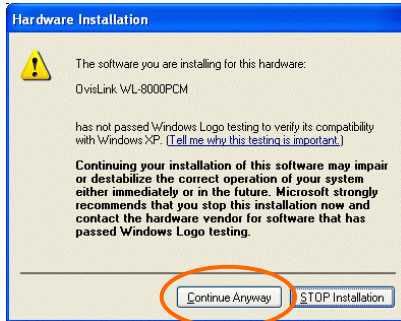 Hardware Installation
The software you are installing for this hardware:
OvisLink WL-8000PCM
has not passed Windows Logo testing to verify its compatibility
with Windows XP. (Tell me why this testing is important.)
Continuing your installation of this software may impair
or destabilize the correct operation of your system
either immediately or in the future. Microsoft strongly
recommends that you stop this installation now and
contact the hardware vendor for software that has
passed Windows Logo testing.
Continue Anyway
STOP Installation